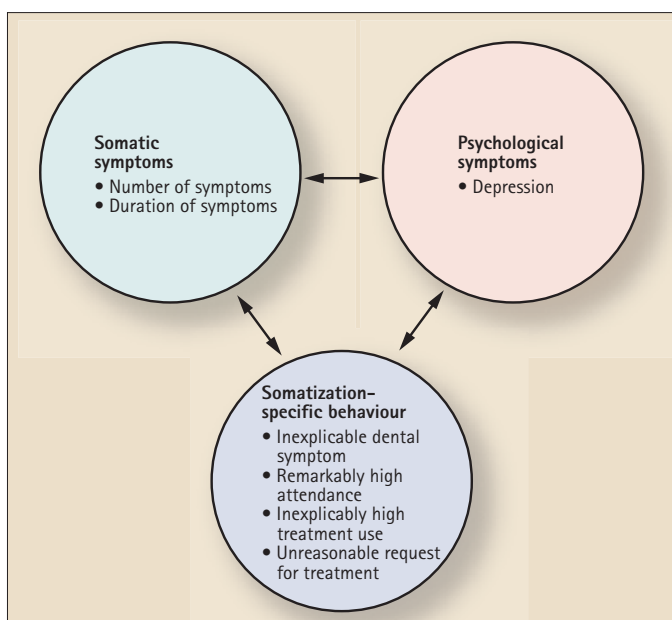 Somatic
symptoms
• Number of symptoms
• Duration of symptoms
Psychological
symptoms
• Depression
Somatization-
specific behaviour
• Inexplicable dental
symptom
• Remarkably high
attendance
• Inexplicably high
treatment use
• Unreasonable request
for treatment